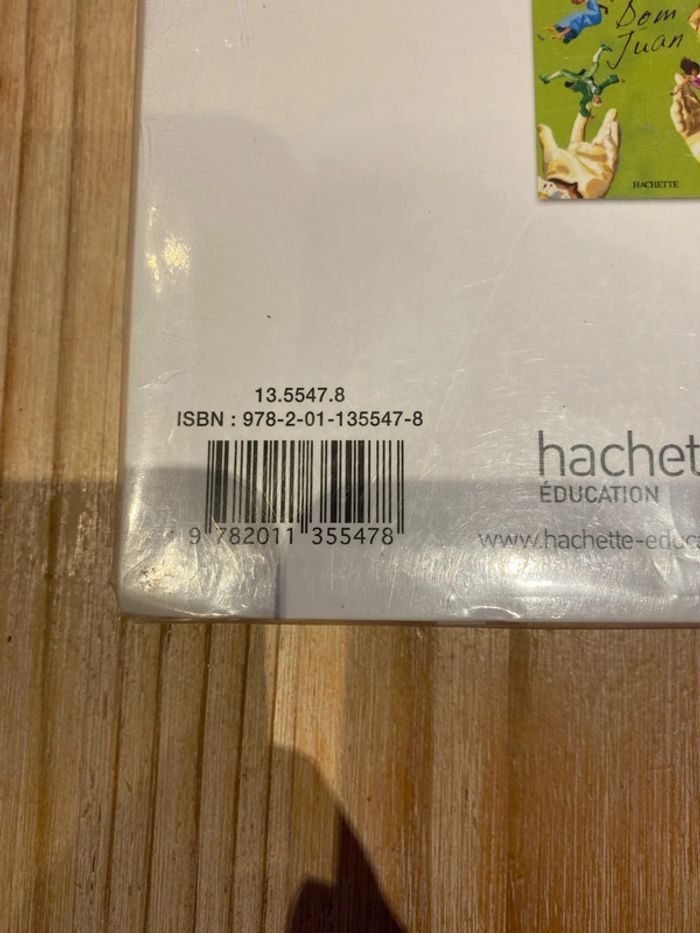 Dom
Juan
HACHETTE
13.5547.8
ISBN : 978-2-01-135547-8
9 782011 355478
hachet
ÉDUCATION
www.hachette-educa